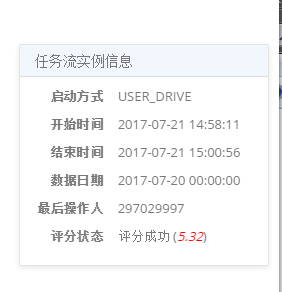 任务流实例信息
启动方式 USER_DRIVE
开始时间 2017-07-21 14:58:11
结束时间 2017-07-21 15:00:56
数据日期 2017-07-20 00:00:00
最后操作人 297029997
评分状态 评分成功 (5.32)